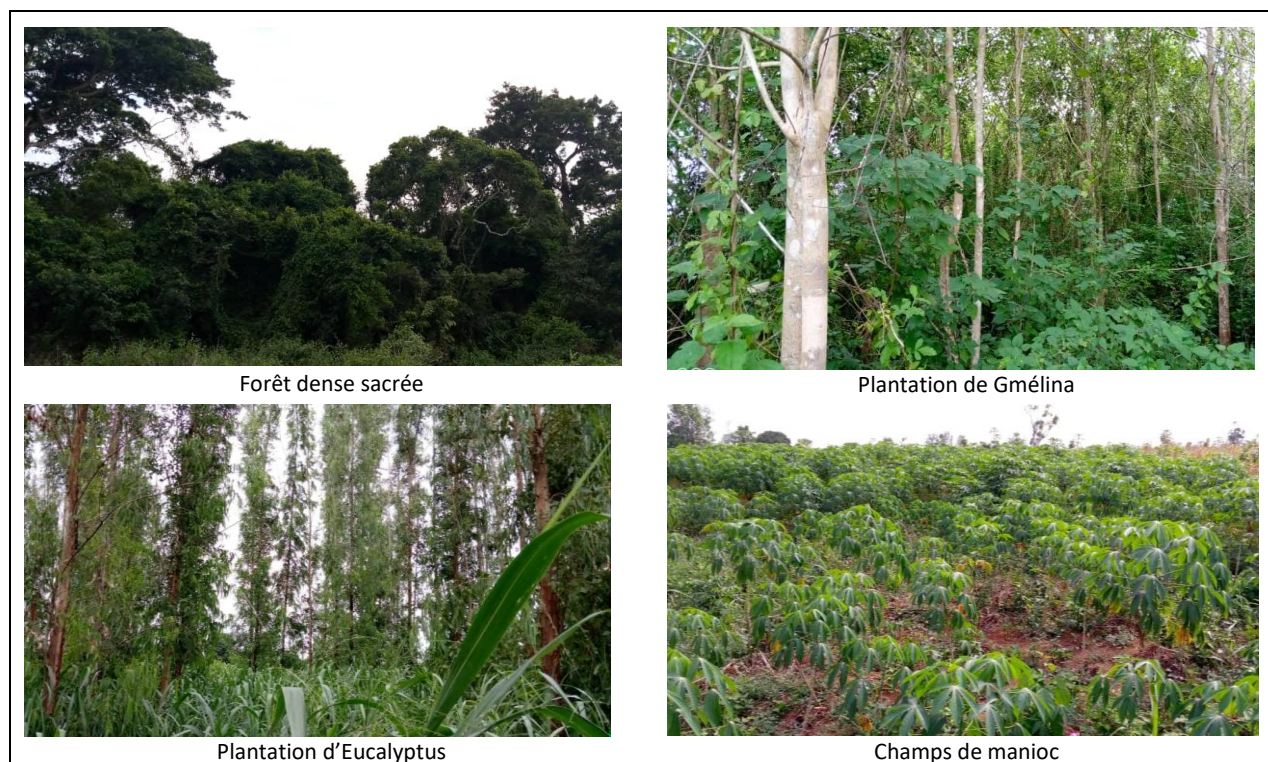 Forêt dense sacrée
Plantation de Gmélina
Plantation d’Eucalyptus
Champs de manioc